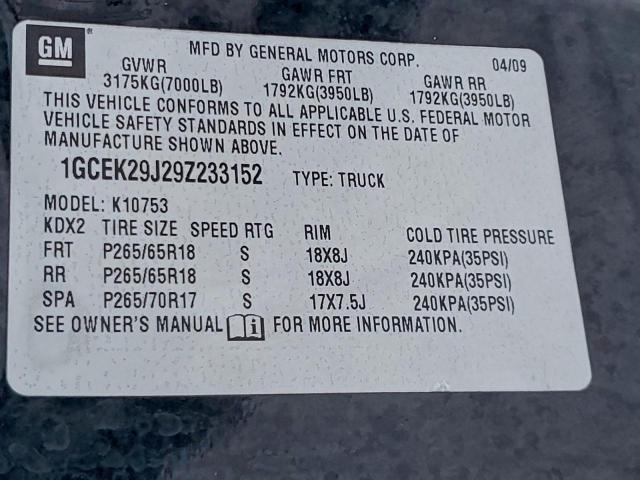 GM
MFD BY GENERAL MOTORS CORP. 04/09
GVWR GAWR FRT GAWR RR
3175KG(7000LB) 1792KG(3950LB) 1792KG(3950LB)
THIS VEHICLE CONFORMS TO ALL APPLICABLE U.S. FEDERAL MOTOR
VEHICLE SAFETY STANDARDS IN EFFECT ON THE DATE OF
MANUFACTURE SHOWN ABOVE.
1GCEK29J29Z233152 TYPE: TRUCK
MODEL: K10753
KDX2 TIRE SIZE SPEED RTG RIM COLD TIRE PRESSURE
FRT P265/65R18 S 18X8J 240KPA(35PSI)
RR P265/65R18 S 18X8J 240KPA(35PSI)
SPA P265/70R17 S 17X7.5J 240KPA(35PSI)
SEE OWNER'S MANUAL i FOR MORE INFORMATION.